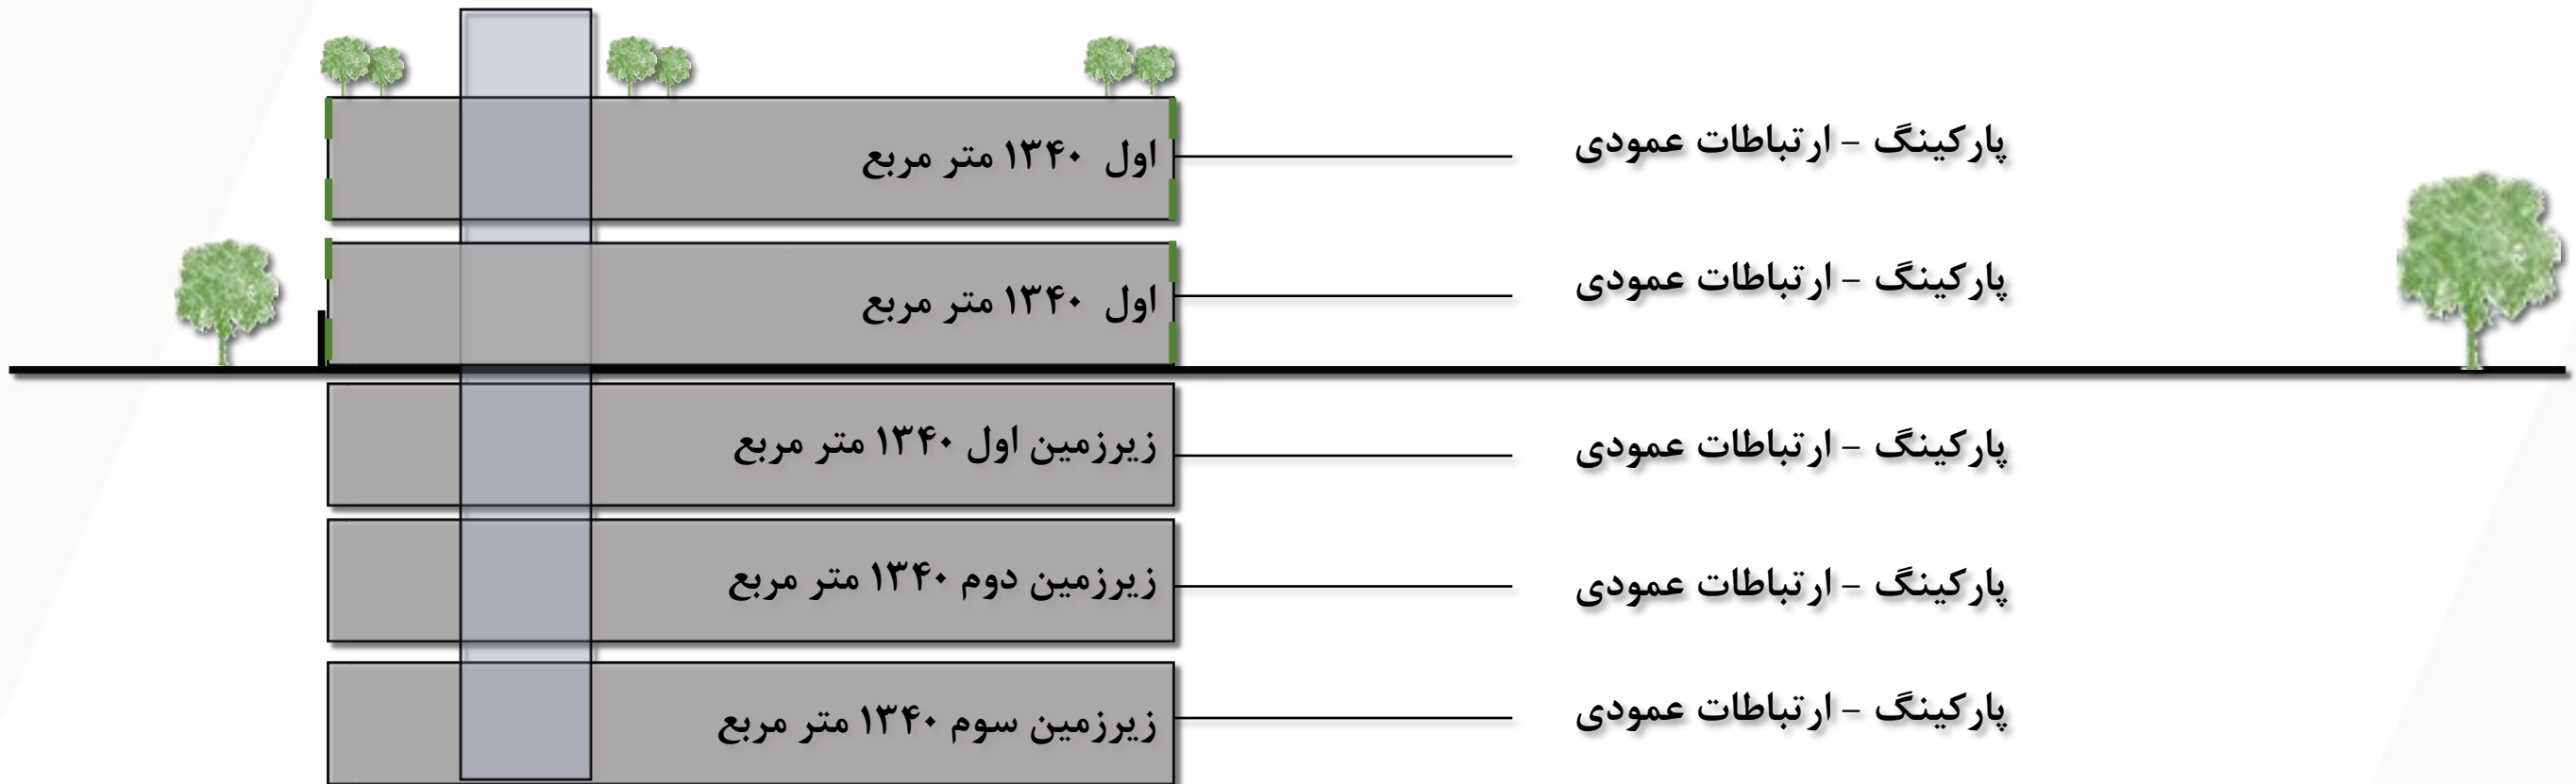 اول ۱۳۴۰ متر مربع
پارکینگ – ارتباطات عمودی
اول ۱۳۴۰ متر مربع
پارکینگ – ارتباطات عمودی
زیرزمین اول ۱۳۴۰ متر مربع
پارکینگ – ارتباطات عمودی
زیرزمین دوم ۱۳۴۰ متر مربع
پارکینگ – ارتباطات عمودی
زیرزمین سوم ۱۳۴۰ متر مربع
پارکینگ – ارتباطات عمودی